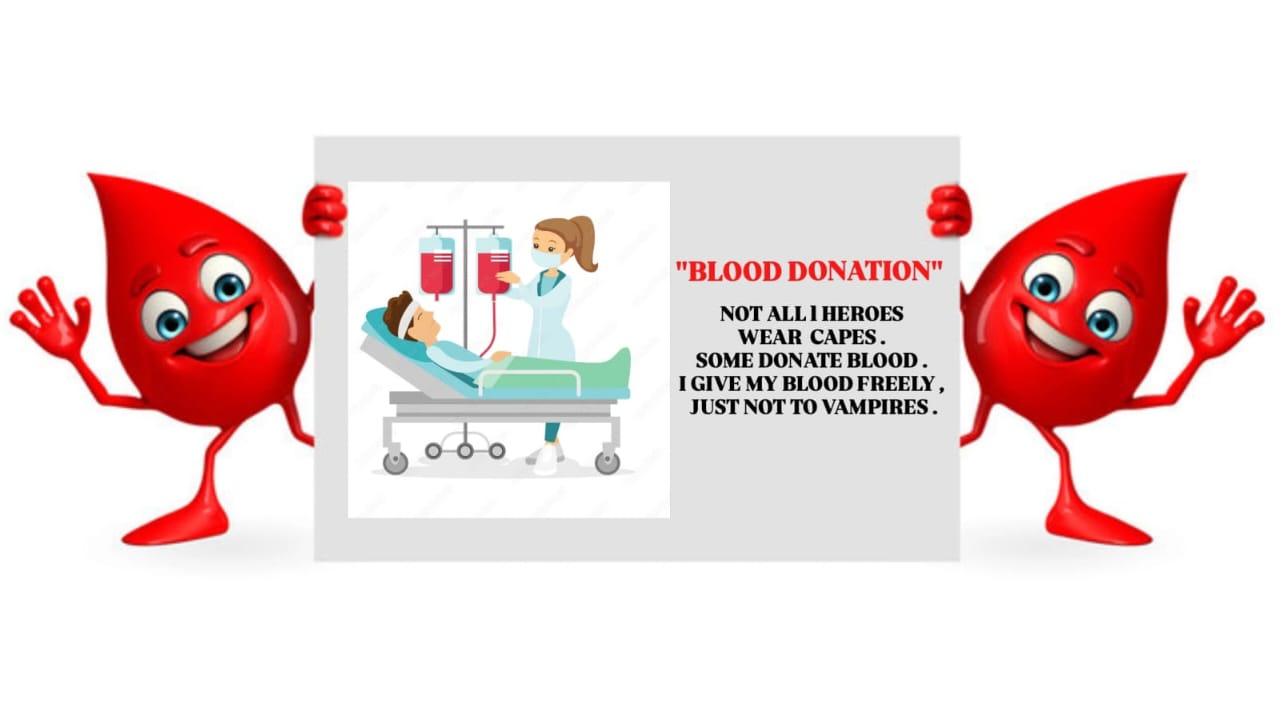 "BLOOD DONATION"
NOT ALL l HEROES
WEAR CAPES .
SOME DONATE BLOOD .
I GIVE MY BLOOD FREELY ,
JUST NOT TO VAMPIRES .